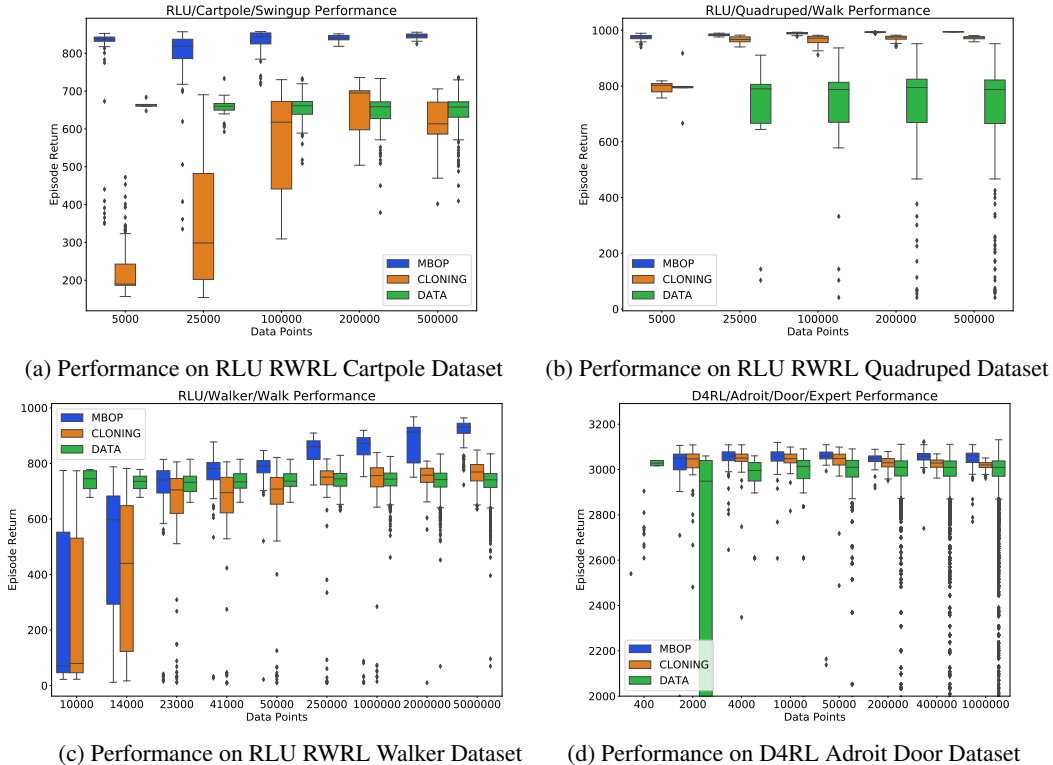 RLU/Cartpole/Swingup Performance
Episode Return
800
700
600
500
400
300
200
MBOP
CLONING
DATA
5000 25000 100000 200000 500000
Data Points
(a) Performance on RLU RWRL Cartpole Dataset
RLU/Quadruped/Walk Performance
Episode Return
1000
800
600
400
200
0
MBOP
CLONING
DATA
5000 25000 100000 200000 500000
Data Points
(b) Performance on RLU RWRL Quadruped Dataset
RLU/Walker/Walk Performance
Episode Return
1000
800
600
400
200
0
MBOP
CLONING
DATA
10000 14000 23000 41000 50000 250000 1000000 2000000 5000000
Data Points
(c) Performance on RLU RWRL Walker Dataset
D4RL/Adroit/Door/Expert Performance
Episode Return
3200
3000
2800
2600
2400
2200
2000
MBOP
CLONING
DATA
400 2000 4000 10000 50000 200000 400000 1000000
Data Points
(d) Performance on D4RL Adroit Door Dataset